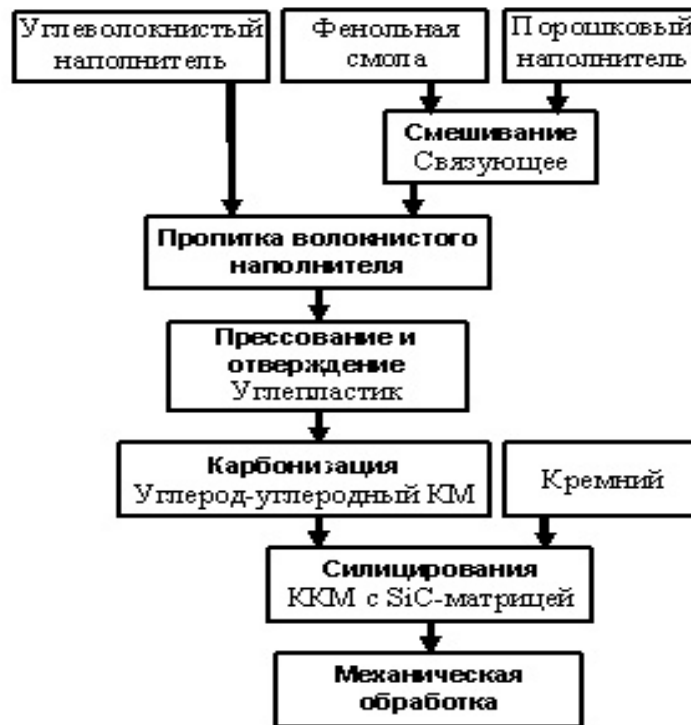 Углеволокнистый
наполнитель
Фенольная
смола
Порошковый
наполнитель
Смешивание
Связующее
Пропитка волокнистого
наполнителя
Прессование и
отверждение
Углепластик
Карбонизация
Углерод-углеродный КМ
Кремний
Силицирования
ККМ с SiC-матрицей
Механическая
обработка